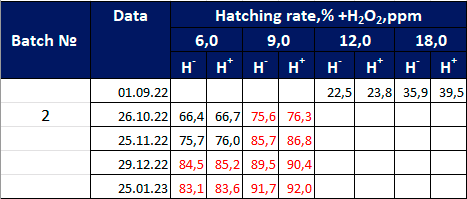 Batch № Data Hatching rate,% +H₂O₂,ppm
6,0 9,0 12,0 18,0
H⁻ H⁺ H⁻ H⁺ H⁻ H⁺ H⁻ H⁺
2
01.09.22 22,5 23,8 35,9 39,5
26.10.22 66,4 66,7 75,6 76,3
25.11.22 75,7 76,0 85,7 86,8
29.12.22 84,5 85,2 89,5 90,4
25.01.23 83,1 83,6 91,7 92,0